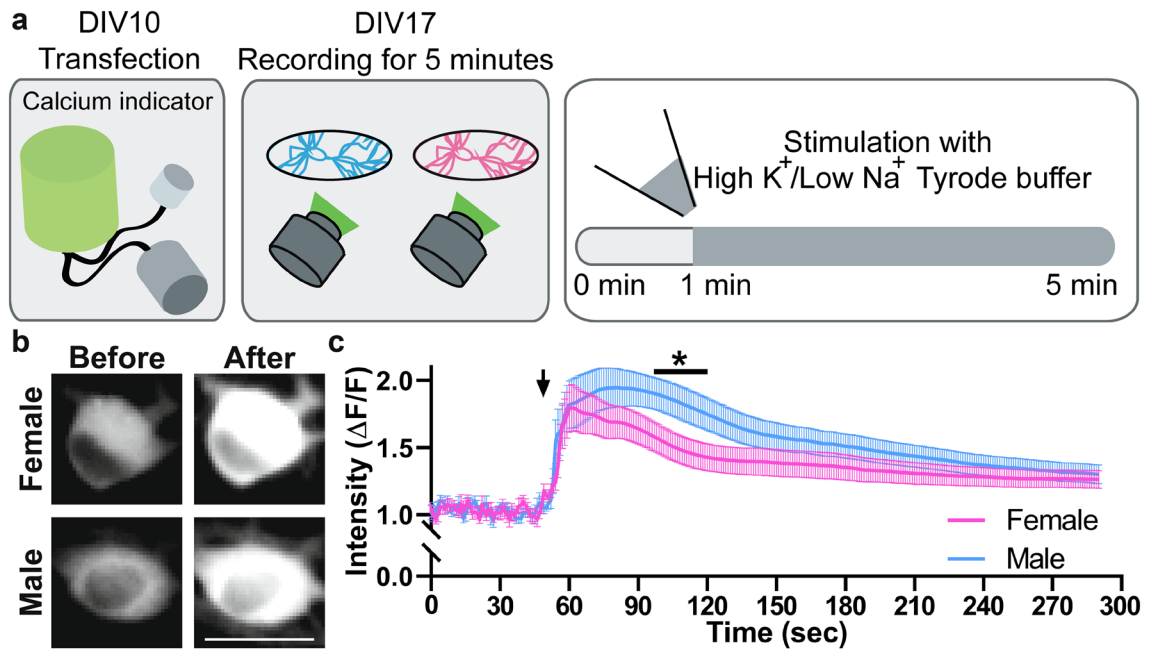 a
DIV10
Transfection
Calcium indicator
DIV17
Recording for 5 minutes
Stimulation with
High K+/Low Na+ Tyrode buffer
0 min
1 min
5 min
b
Before
After
Female
Male
c
*
Intensity (ΔF/F)
2.0
1.5
1.0
0.0
Female
Male
0 30 60 90 120 150 180 210 240 270 300
Time (sec)